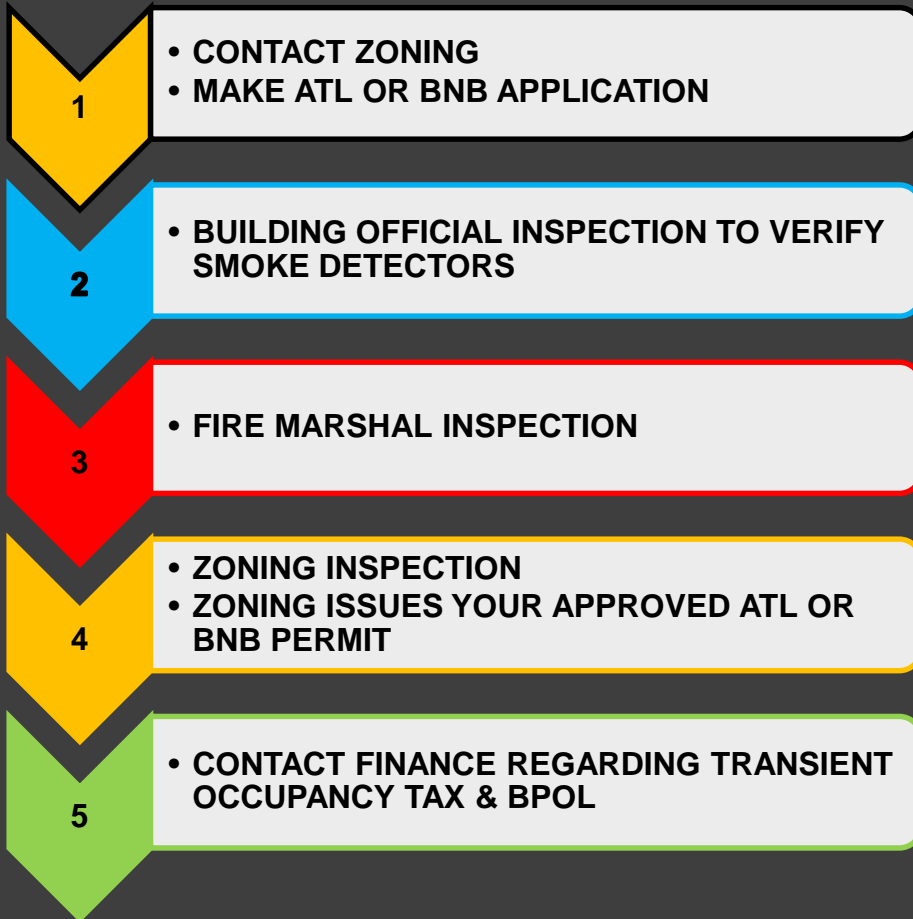 1
• CONTACT ZONING
• MAKE ATL OR BNB APPLICATION
2
• BUILDING OFFICIAL INSPECTION TO VERIFY
SMOKE DETECTORS
3
• FIRE MARSHAL INSPECTION
4
• ZONING INSPECTION
• ZONING ISSUES YOUR APPROVED ATL OR
BNB PERMIT
5
• CONTACT FINANCE REGARDING TRANSIENT
OCCUPANCY TAX & BPOL